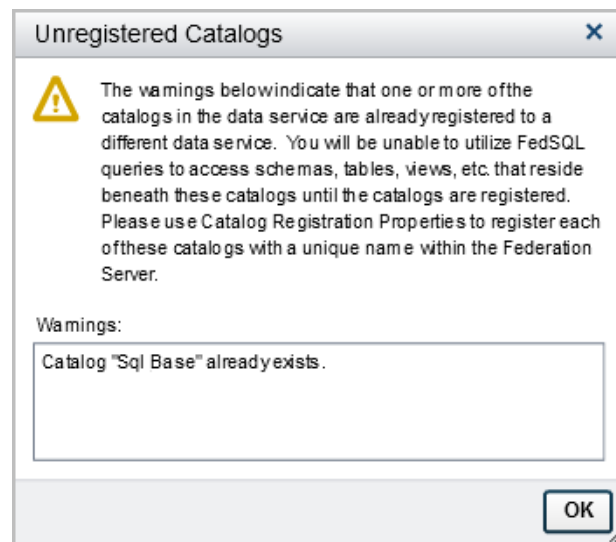 Unregistered Catalogs
The warnings below indicate that one or more of the
catalogs in the data service are already registered to a
different data service. You will be unable to utilize FedSQL
queries to access schemas, tables, views, etc. that reside
beneath these catalogs until the catalogs are registered.
Please use Catalog Registration Properties to register each
of these catalogs with a unique name within the Federation
Server.
Warnings:
Catalog "Sql Base" already exists.
OK